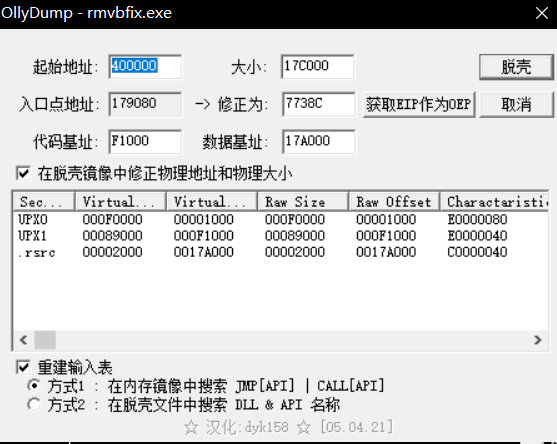 OllyDump - rmvbfix.exe
起始地址: 400000 大小: 17C000 脱壳
入口点地址: 179080 -> 修正为: 7738C 获取EIP作为OEP 取消
代码基址: F1000 数据基址: 17A000
在脱壳镜像中修正物理地址和物理大小
Sec... Virtual... Virtual... Raw Size Raw Offset Charactaristic
UPX0 000F0000 00001000 000F0000 00001000 E0000080
UPX1 00089000 000F1000 00089000 000F1000 E0000040
.rsrc 00002000 0017A000 00002000 0017A000 C0000040
重建输入表
方式1 : 在内存镜像中搜索 JMP[API] | CALL[API]
方式2 : 在脱壳文件中搜索 DLL & API 名称
☆ 汉化:dyk158 ☆ [05.04.21]